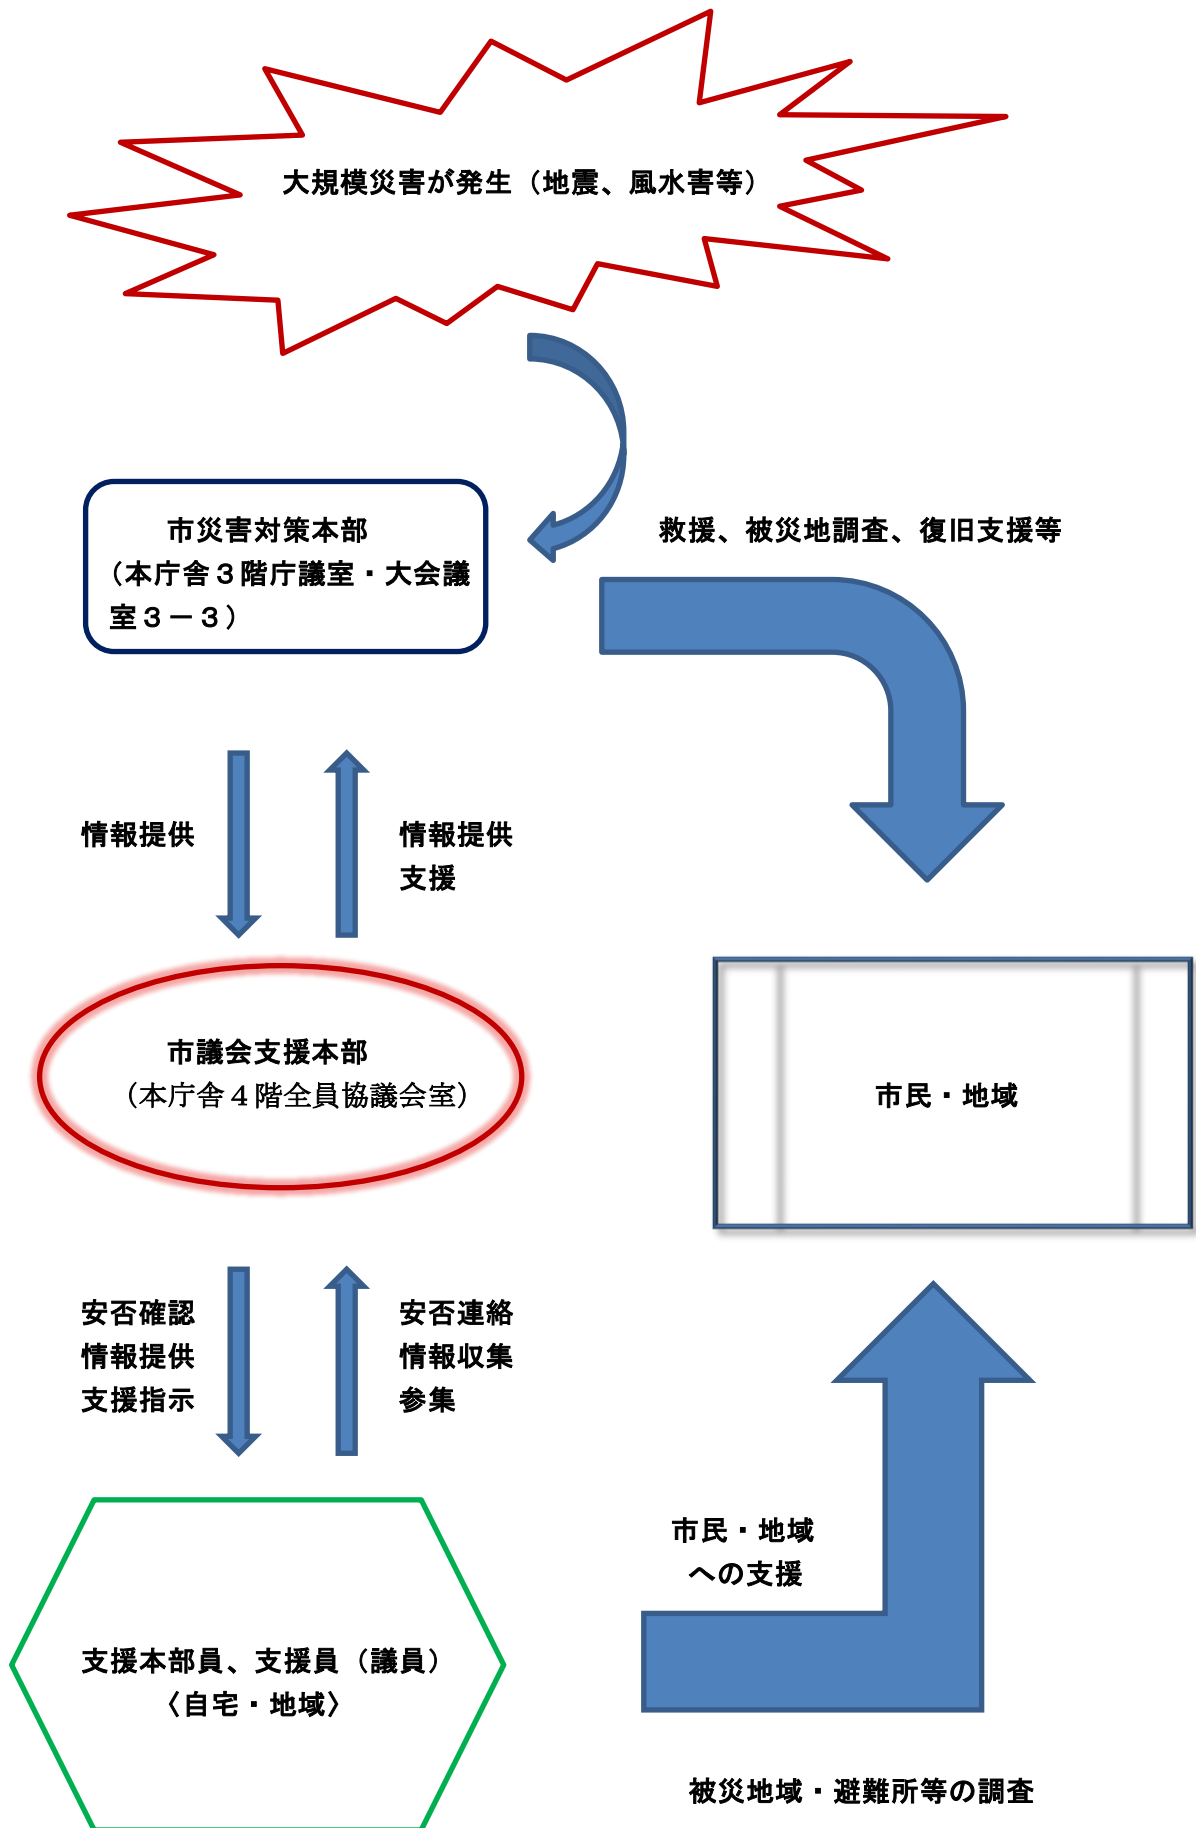 大規模災害が発生（地震、風水害等）
市災害対策本部
（本庁舎３階庁議室・大会議
室３－３）
救援、被災地調査、復旧支援等
情報提供
情報提供
支援
市議会支援本部
（本庁舎４階全員協議会室）
市民・地域
安否確認
情報提供
支援指示
安否連絡
情報収集
参集
市民・地域
への支援
支援本部員、支援員（議員）
〈自宅・地域〉
被災地域・避難所等の調査